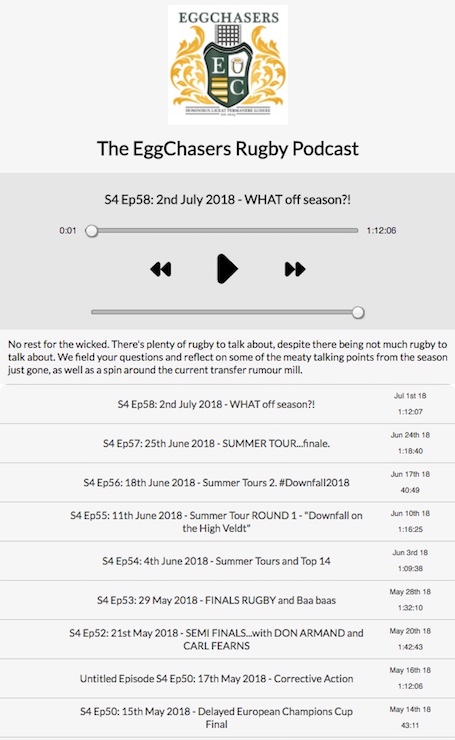 EGGCHASERS
E
C
The EggChasers Rugby Podcast
S4 Ep58: 2nd July 2018 - WHAT off season?!
0:01
1:12:06
No rest for the wicked. There's plenty of rugby to talk about, despite there being not much rugby to
talk about. We field your questions and reflect on some of the meaty talking points from the season
just gone, as well as a spin around the current transfer rumour mill.
S4 Ep58: 2nd July 2018 - WHAT off season?!
Jul 1st 18
1:12:07
S4 Ep57: 25th June 2018 - SUMMER TOUR...finale.
Jun 24th 18
1:18:40
S4 Ep56: 18th June 2018 - Summer Tours 2. #Downfall2018
Jun 17th 18
40:49
S4 Ep55: 11th June 2018 - Summer Tour ROUND 1 - "Downfall on
the High Veldt"
Jun 10th 18
1:16:25
S4 Ep54: 4th June 2018 - Summer Tours and Top 14
Jun 3rd 18
1:09:38
S4 Ep53: 29 May 2018 - FINALS RUGBY and Baa baas
May 28th 18
1:32:10
S4 Ep52: 21st May 2018 - SEMI FINALS...with DON ARMAND and
CARL FEARNS
May 20th 18
1:42:43
Untitled Episode S4 Ep50: 17th May 2018 - Corrective Action
May 16th 18
1:12:06
S4 Ep50: 15th May 2018 - Delayed European Champions Cup
Final
May 14th 18
43:11